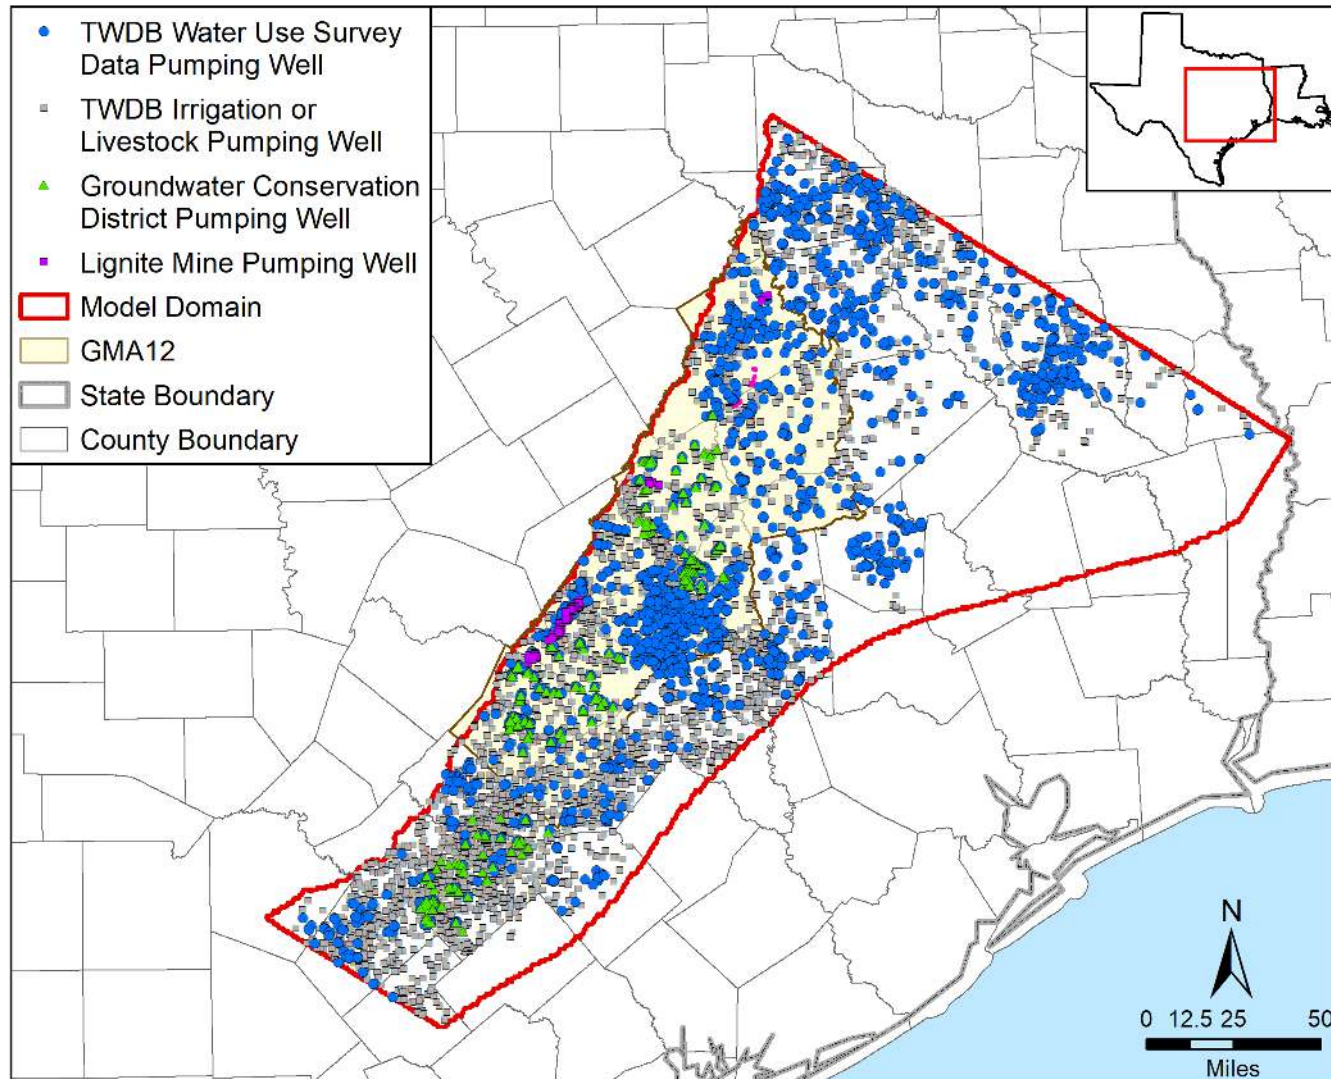 TWDB Water Use Survey
Data Pumping Well
TWDB Irrigation or
Livestock Pumping Well
Groundwater Conservation
District Pumping Well
Lignite Mine Pumping Well
Model Domain
GMA12
State Boundary
County Boundary
N
0 12.5 25 50
Miles